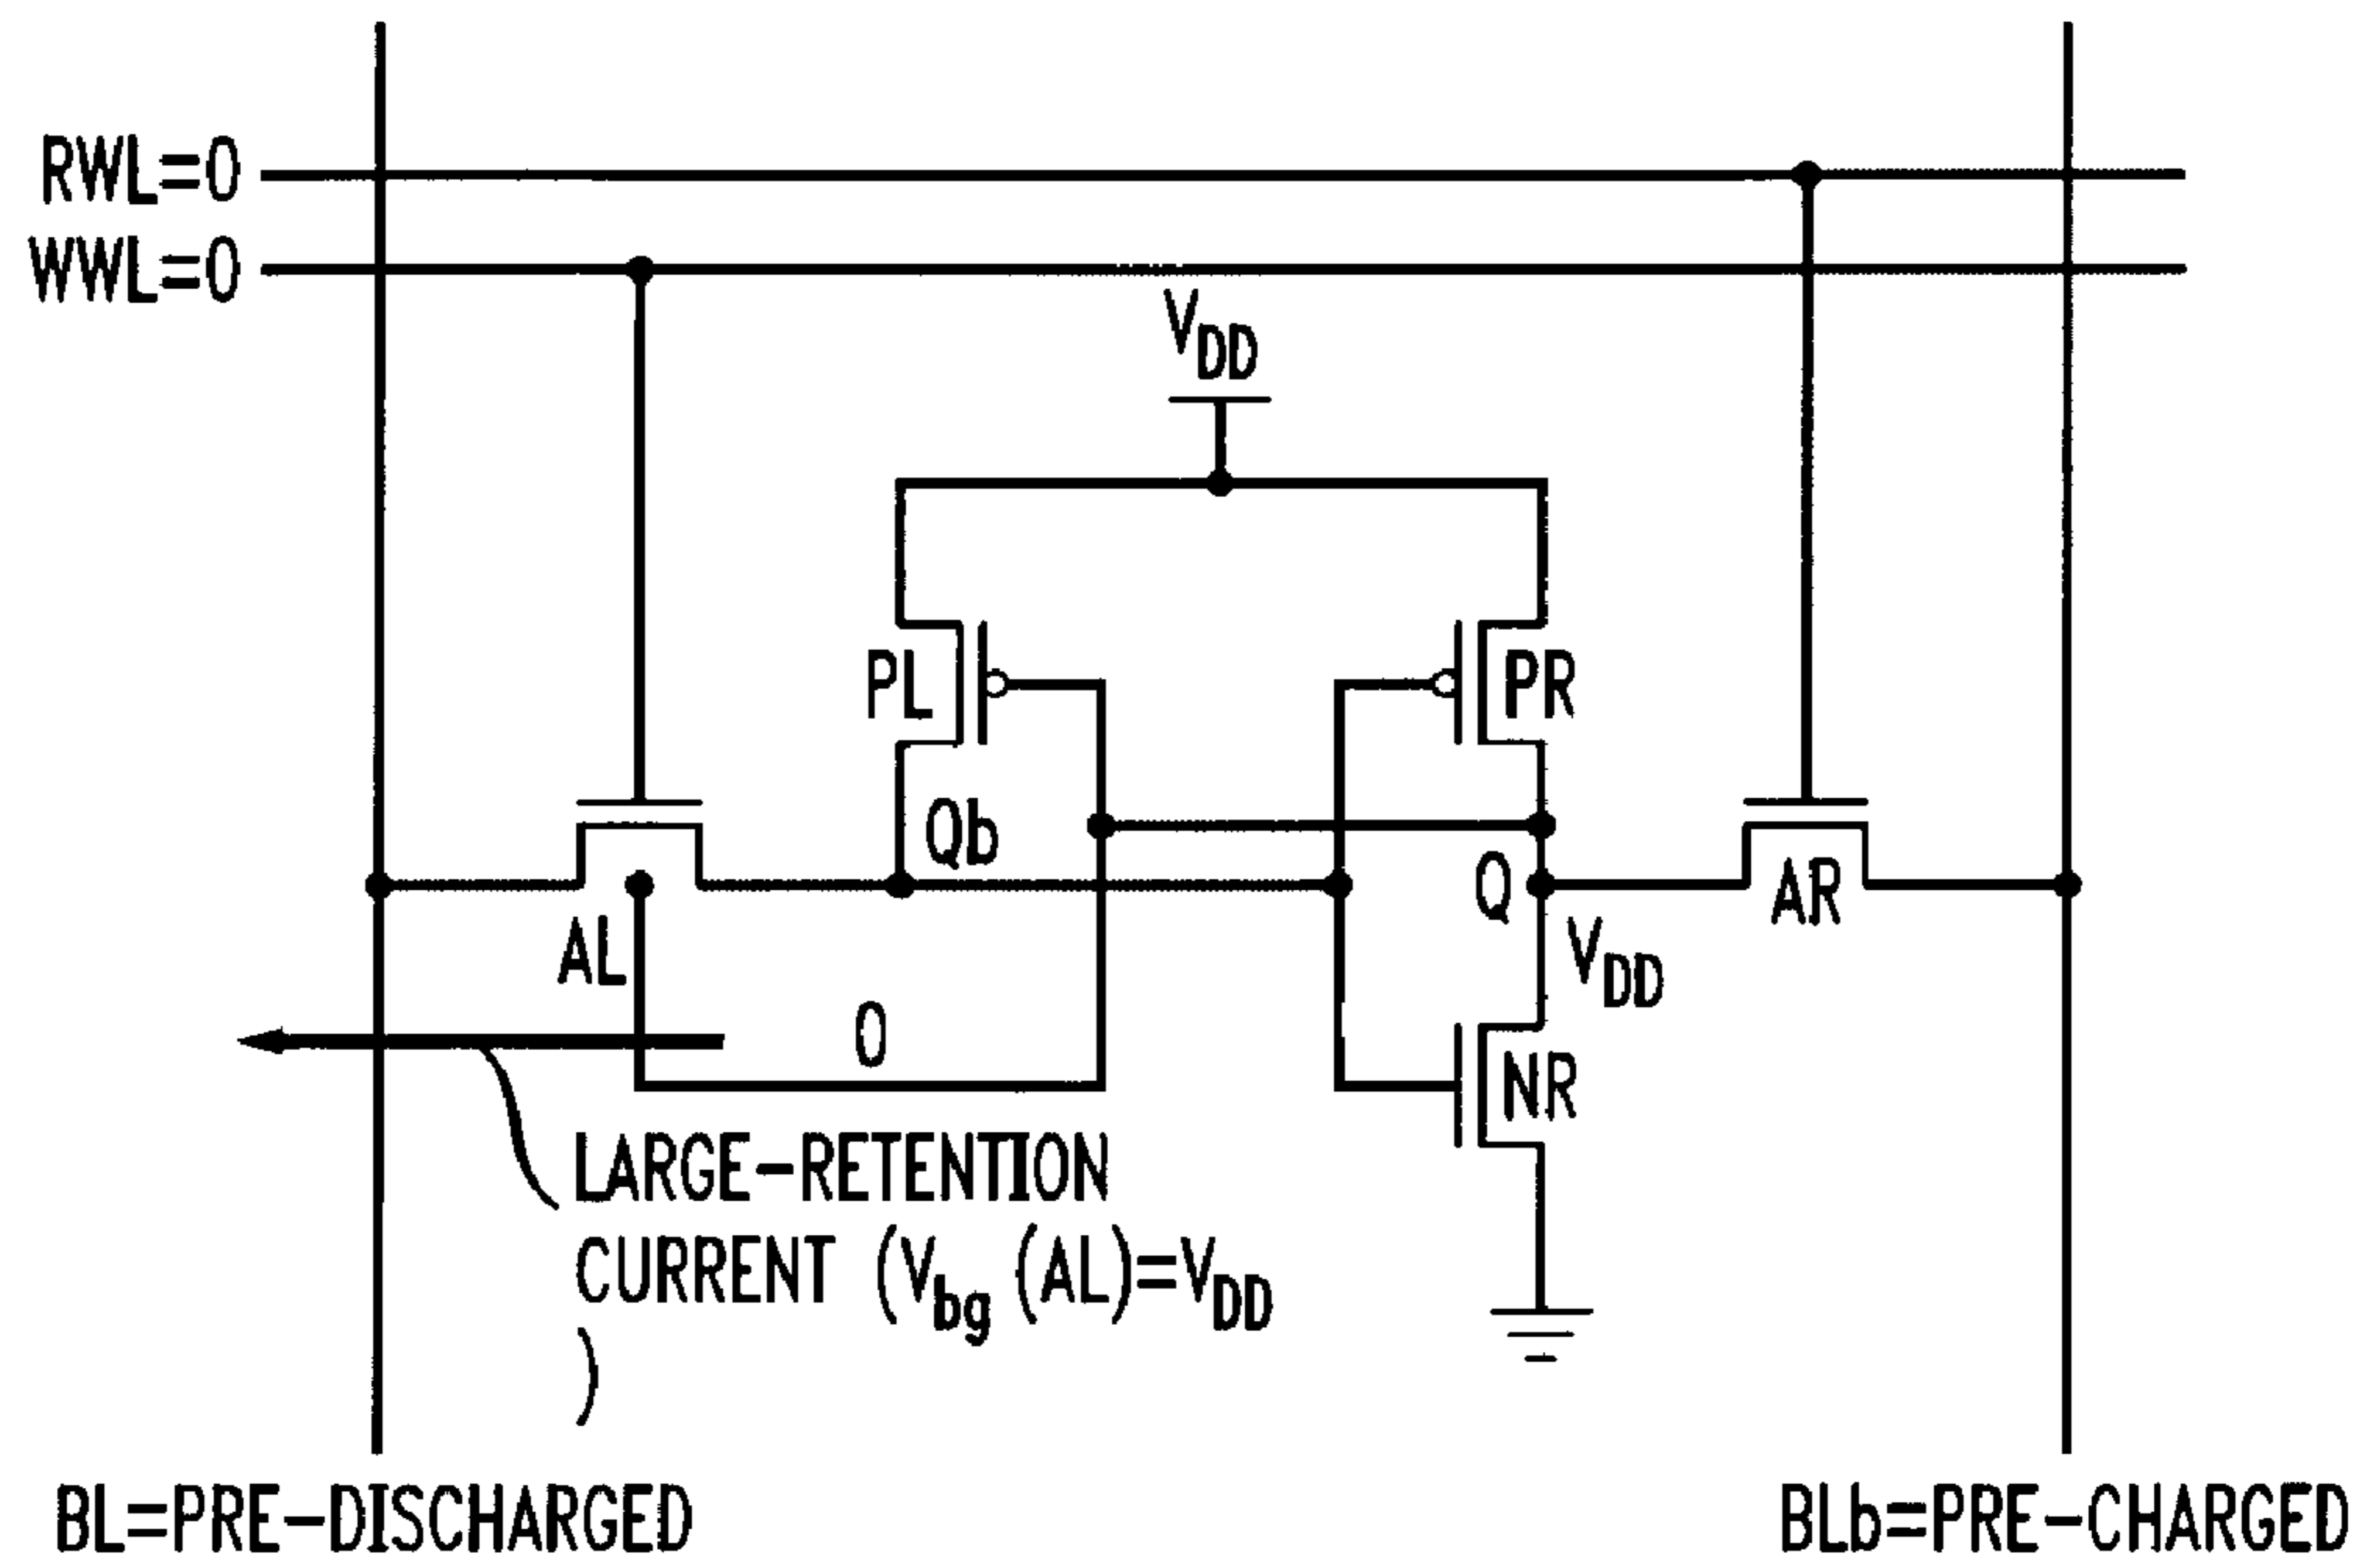 RWL=0
WWL=0
VDD
PL
PR
Qb
Q
AR
AL
VDD
0
NR
LARGE-RETENTION
CURRENT (Vbg (AL)=VDD
)
BL=PRE-DISCHARGED
BLb=PRE-CHARGED